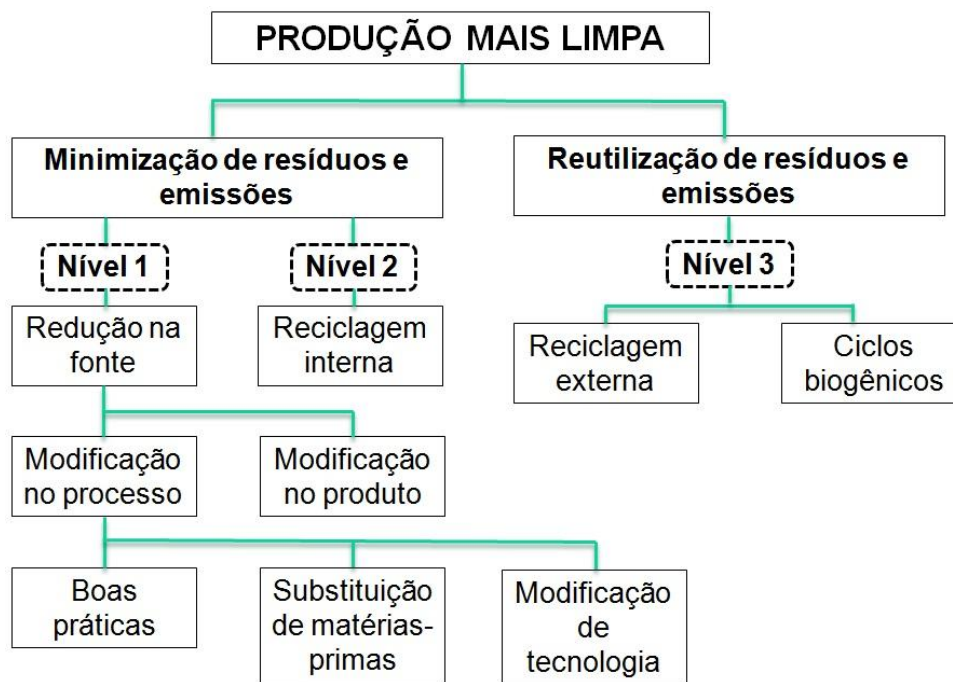 PRODUÇÃO MAIS LIMPA
Minimização de resíduos e
emissões
Reutilização de resíduos e
emissões
Nível 1
Nível 2
Nível 3
Redução na
fonte
Reciclagem
interna
Reciclagem
externa
Ciclos
biogênicos
Modificação
no processo
Modificação
no produto
Boas
práticas
Substituição
de matérias-
primas
Modificação
de
tecnologia